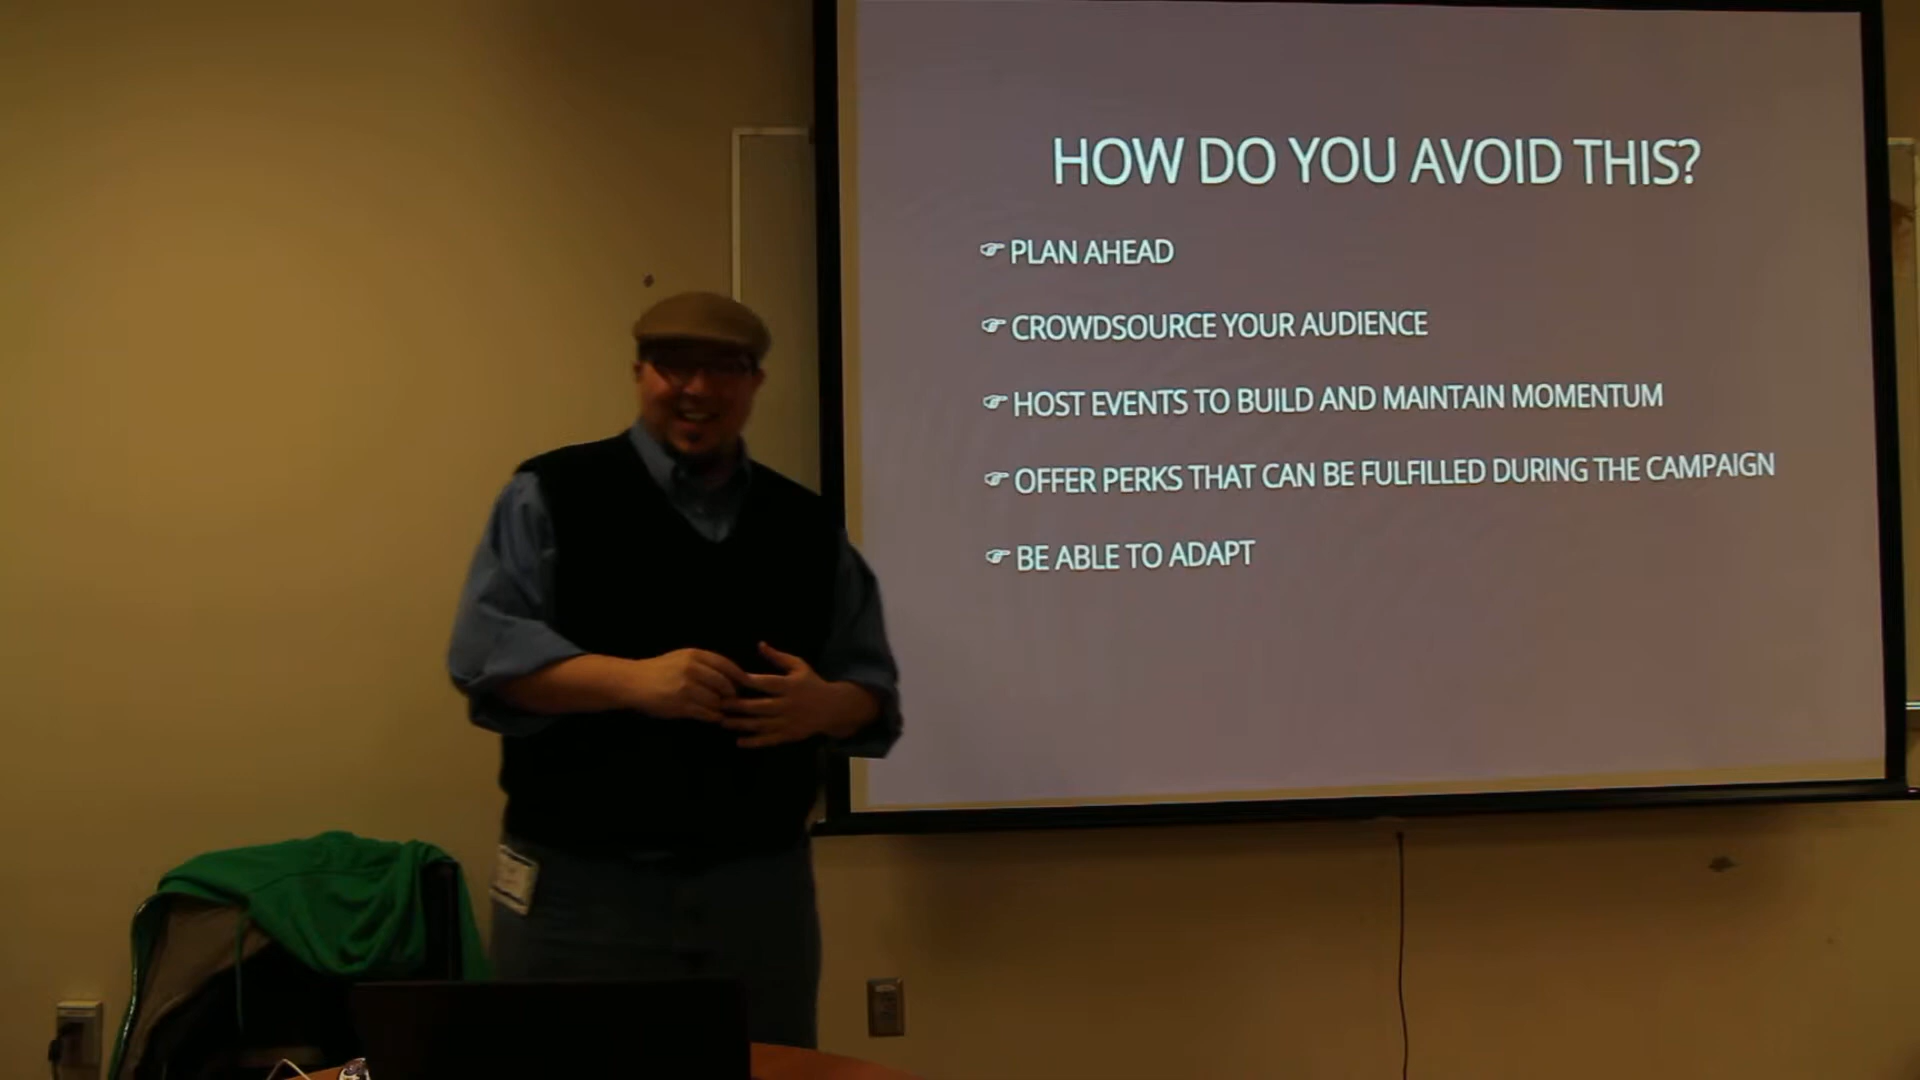 HOW DO YOU AVOID THIS?
☞ PLAN AHEAD
☞ CROWDSOURCE YOUR AUDIENCE
☞ HOST EVENTS TO BUILD AND MAINTAIN MOMENTUM
☞ OFFER PERKS THAT CAN BE FULFILLED DURING THE CAMPAIGN
☞ BE ABLE TO ADAPT